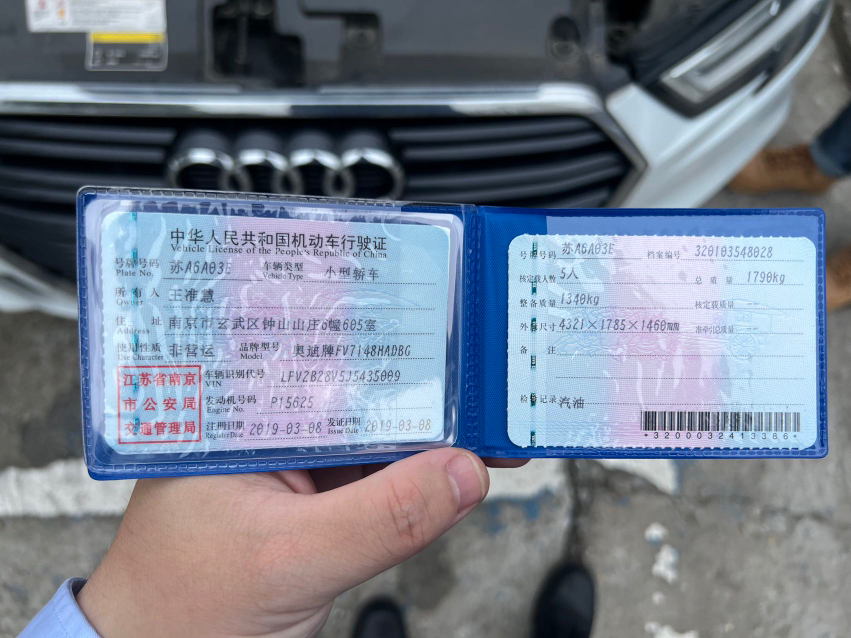 中华人民共和国机动车行驶证
Vehicle License of the People's Republic of China
号牌号码 苏A6A03E 车辆类型 小型轿车
Plate No. Vehicle Type
所有人 王准慧
Owner
住址 南京市玄武区钟山山庄6幢605室
Address
使用性质 非营运 品牌型号 奥迪牌FV7148HADBG
Use Character Model
车辆识别代号 LFV2B28V5J5435009
VIN
发动机号码 P15625
Engine No.
注册日期 2019-03-08 发证日期 2019-03-08
Register Date Issue Date
江苏省南京
市公安局
交通管理局
号牌号码 苏A6A03E 档案编号 320103548028
核定载人数 5人 总质量 1790kg
整备质量 1340kg 核定载质量 --
外廓尺寸 4321×1785×1460mm 准牵总质量 --
备注
检验记录 汽油
*3200032413386*